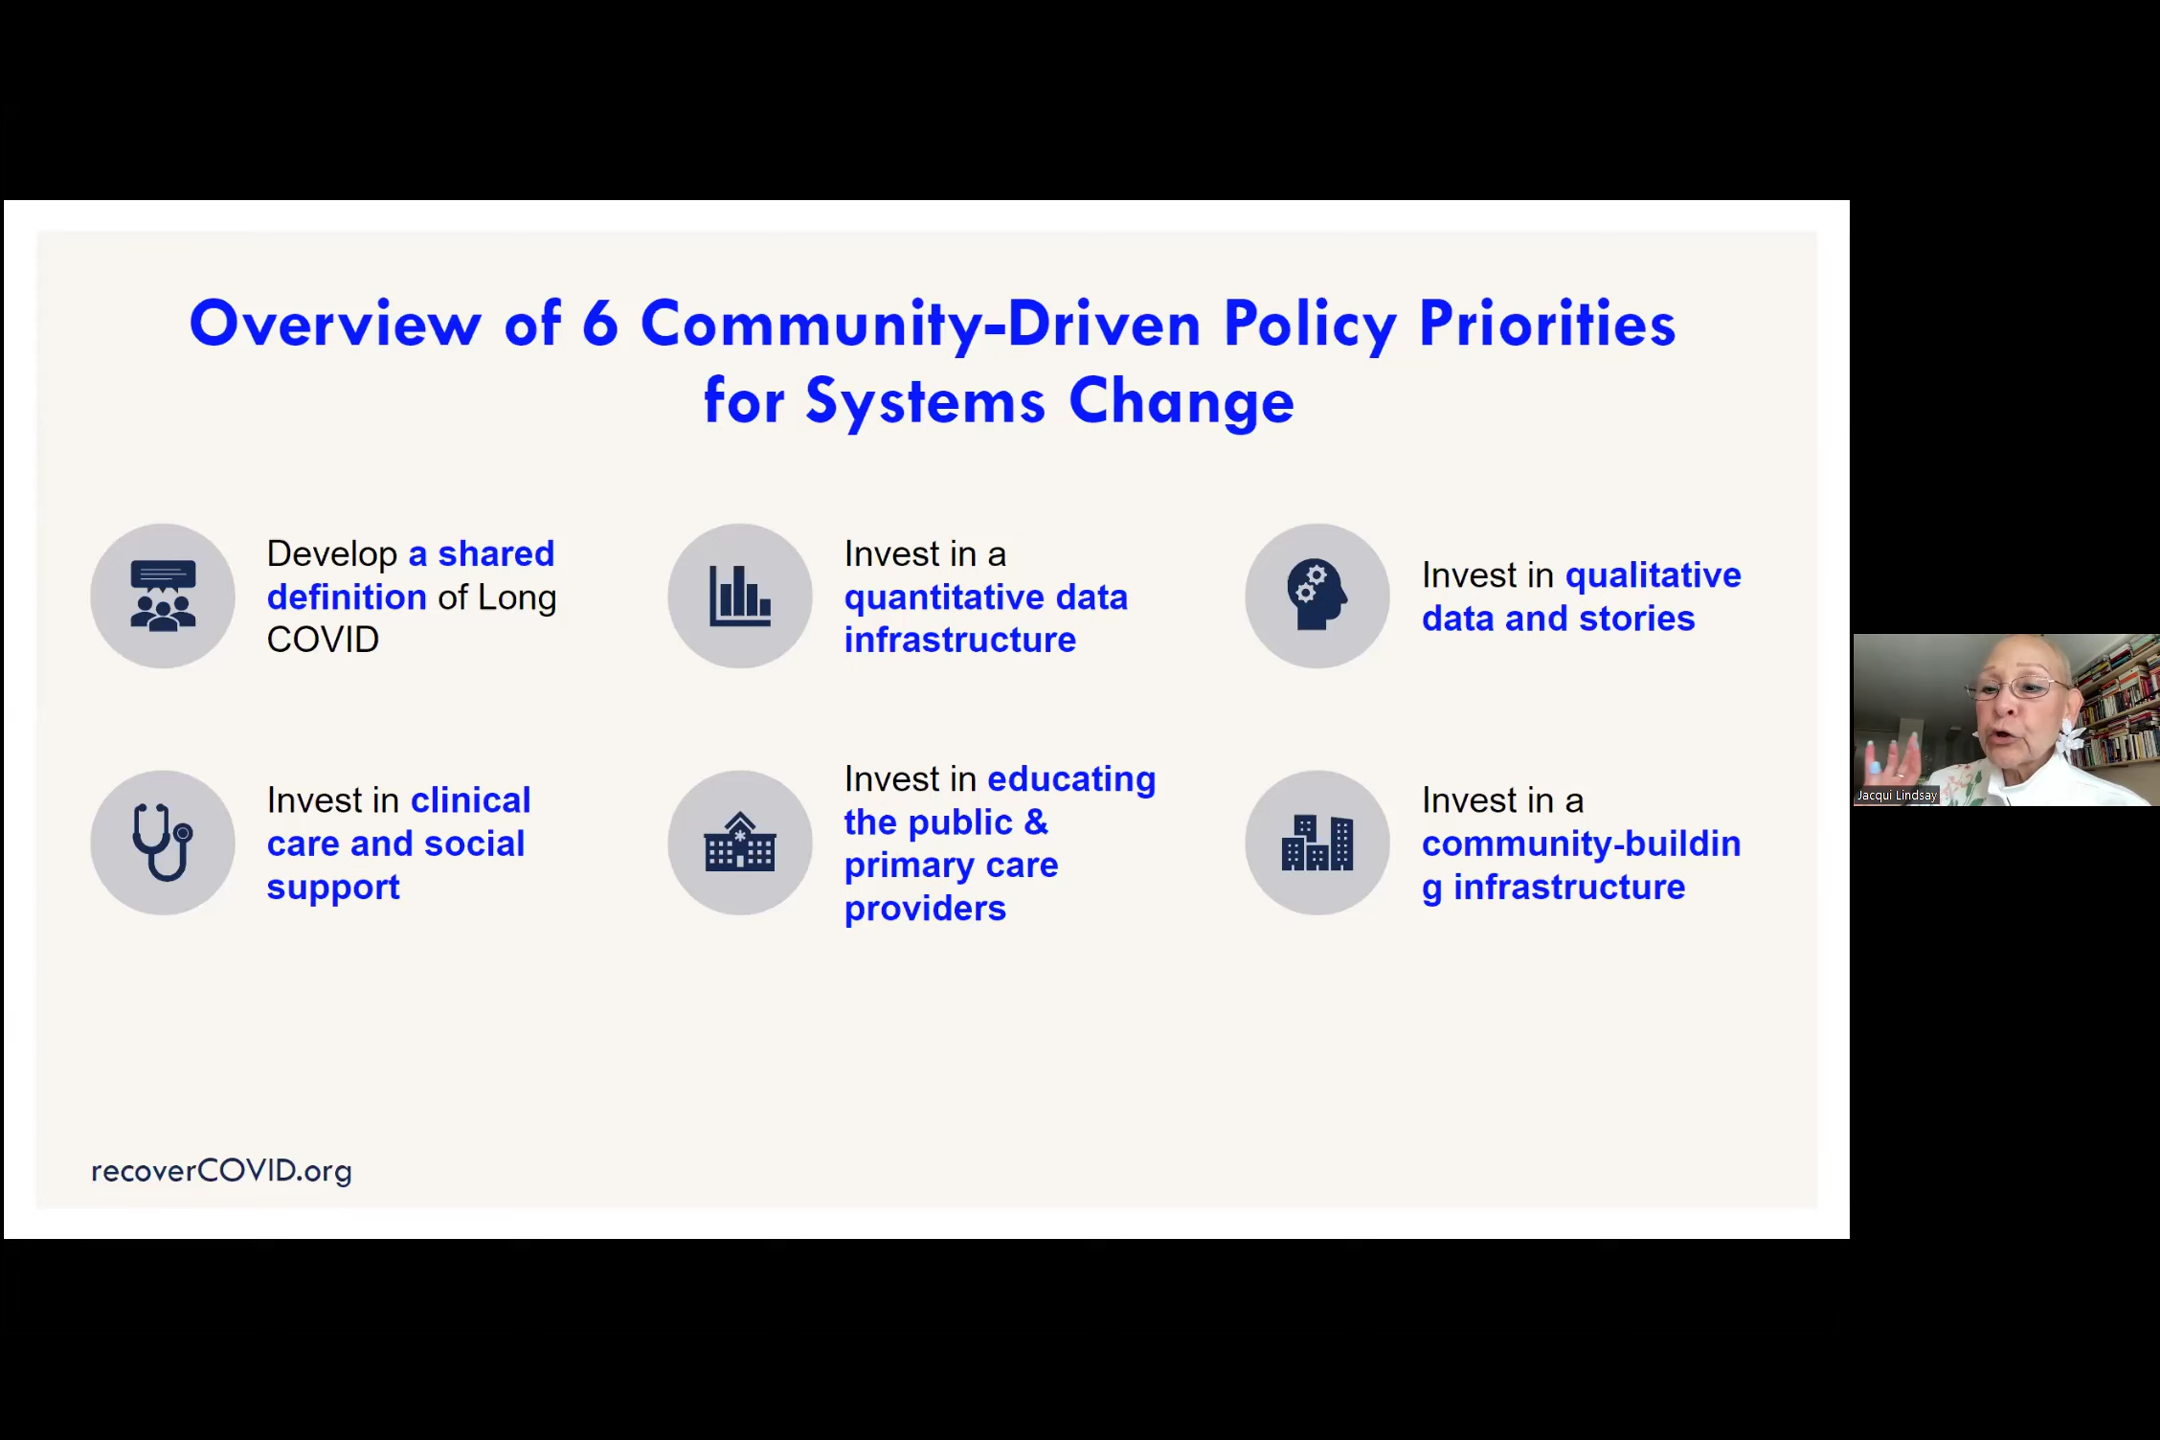 Overview of 6 Community-Driven Policy Priorities
for Systems Change
Develop a shared
definition of Long
COVID
Invest in a
quantitative data
infrastructure
Invest in qualitative
data and stories
Invest in clinical
care and social
support
Invest in educating
the public &
primary care
providers
Invest in a
community-buildin
g infrastructure
recoverCOVID.org
Jacqui Lindsay